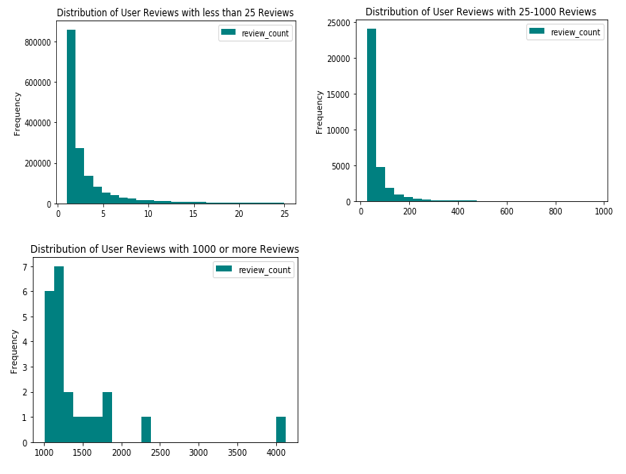 Distribution of User Reviews with less than 25 Reviews
review_count
Frequency
800000
600000
400000
200000
0
0 5 10 15 20 25
Distribution of User Reviews with 25-1000 Reviews
review_count
Frequency
25000
20000
15000
10000
5000
0
0 200 400 600 800 1000
Distribution of User Reviews with 1000 or more Reviews
review_count
Frequency
7
6
5
4
3
2
1
0
1000 1500 2000 2500 3000 3500 4000